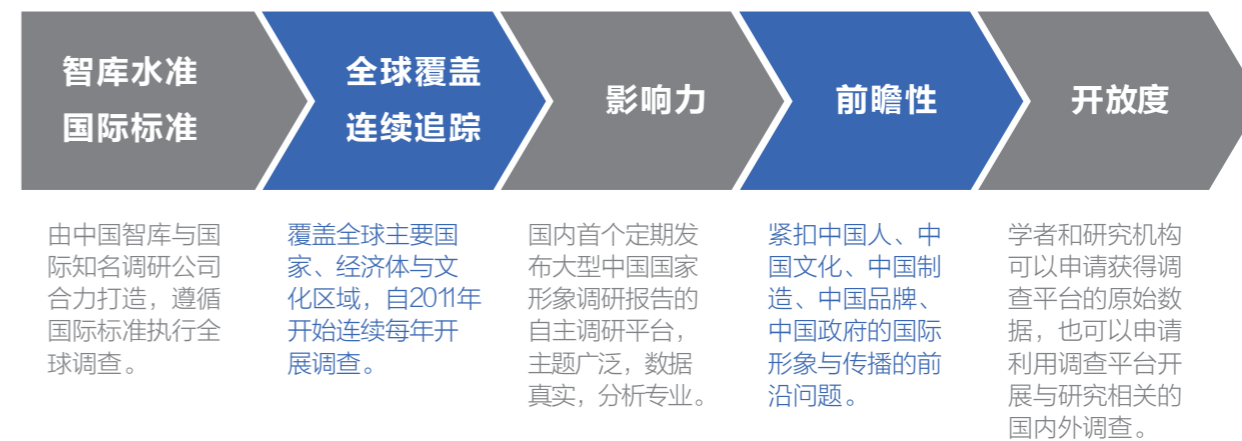 智库水准
国际标准
全球覆盖
连续追踪
影响力
前瞻性
开放度
由中国智库与国
际知名调研公司
合力打造，遵循
国际标准执行全
球调查。
覆盖全球主要国
家、经济体与文
化区域，自2011年
开始连续每年开
展调查。
国内首个定期发
布大型中国国家
形象调研报告的
自主调研平台，
主题广泛，数据
真实，分析专业。
紧扣中国人、中
国文化、中国制
造、中国品牌、
中国政府的国际
形象与传播的前
沿问题。
学者和研究机构
可以申请获得调
查平台的原始数
据，也可以申请
利用调查平台开
展与研究相关的
国内外调查。